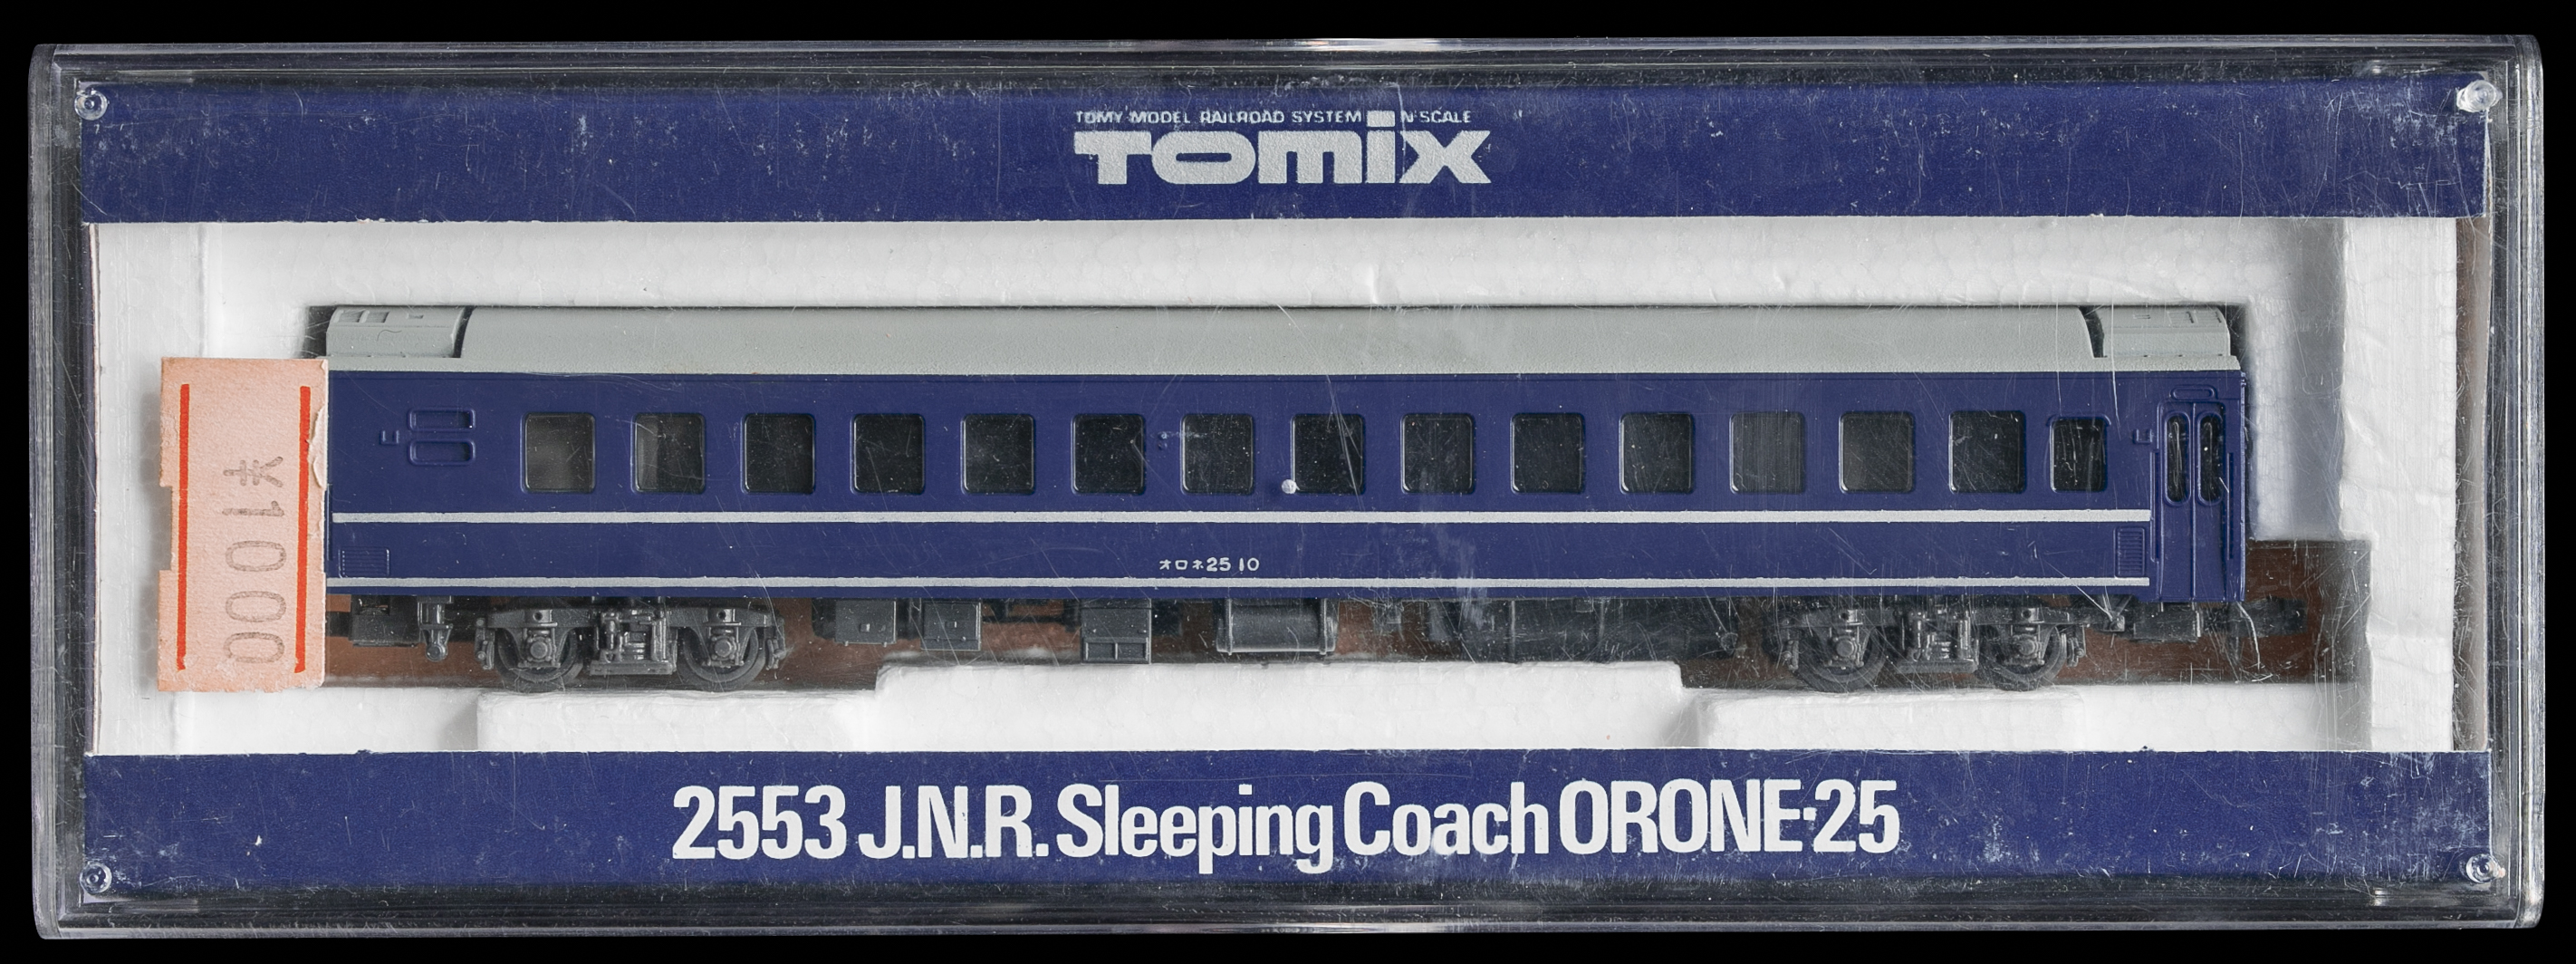 TOMY MODEL RAILROAD SYSTEM N SCALE
TOMIX
¥1000
オロネ25 10
2553 J.N.R. Sleeping Coach ORONE·25